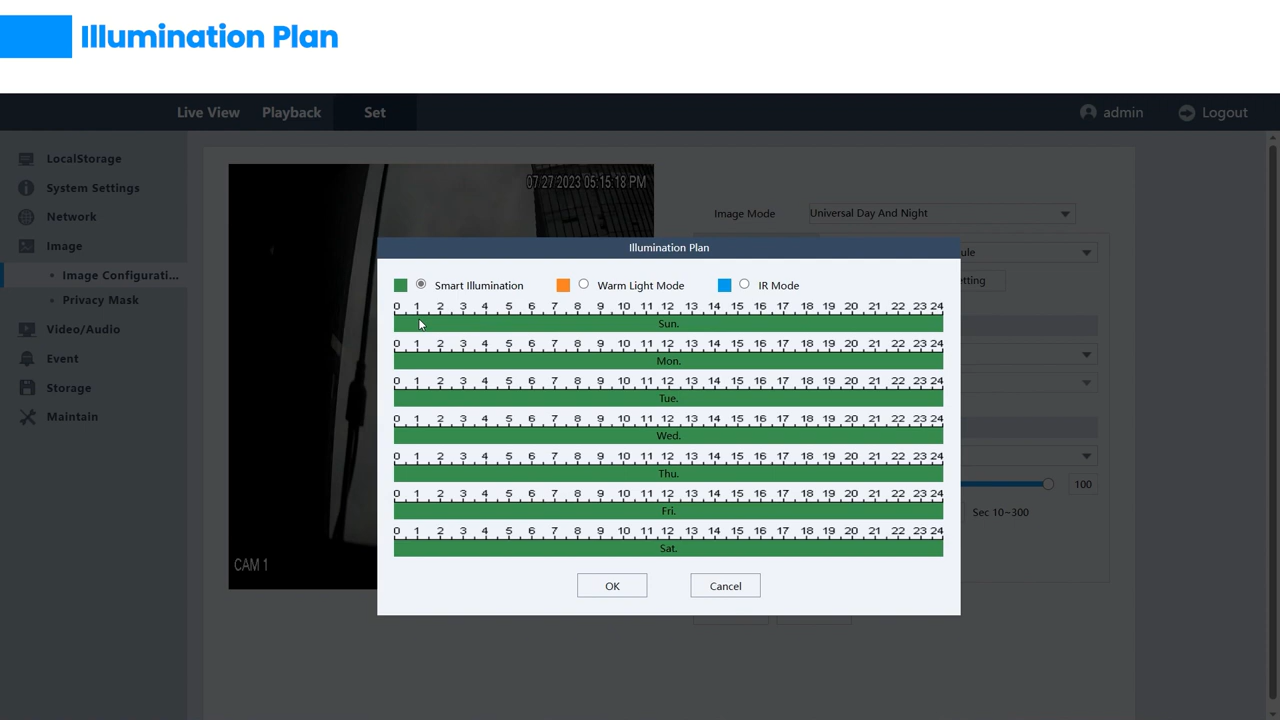 Illumination Plan
Live View Playback Set admin Logout
LocalStorage
System Settings
Network
Image
Image Configurati...
Privacy Mask
Video/Audio
Event
Storage
Maintain
07/27/2023 05:15:18 PM
CAM 1
Image Mode Universal Day And Night
ule
etting
100
Sec 10~300
Illumination Plan
Smart Illumination Warm Light Mode IR Mode
0 1 2 3 4 5 6 7 8 9 10 11 12 13 14 15 16 17 18 19 20 21 22 23 24
Sun.
0 1 2 3 4 5 6 7 8 9 10 11 12 13 14 15 16 17 18 19 20 21 22 23 24
Mon.
0 1 2 3 4 5 6 7 8 9 10 11 12 13 14 15 16 17 18 19 20 21 22 23 24
Tue.
0 1 2 3 4 5 6 7 8 9 10 11 12 13 14 15 16 17 18 19 20 21 22 23 24
Wed.
0 1 2 3 4 5 6 7 8 9 10 11 12 13 14 15 16 17 18 19 20 21 22 23 24
Thu.
0 1 2 3 4 5 6 7 8 9 10 11 12 13 14 15 16 17 18 19 20 21 22 23 24
Fri.
0 1 2 3 4 5 6 7 8 9 10 11 12 13 14 15 16 17 18 19 20 21 22 23 24
Sat.
OK Cancel